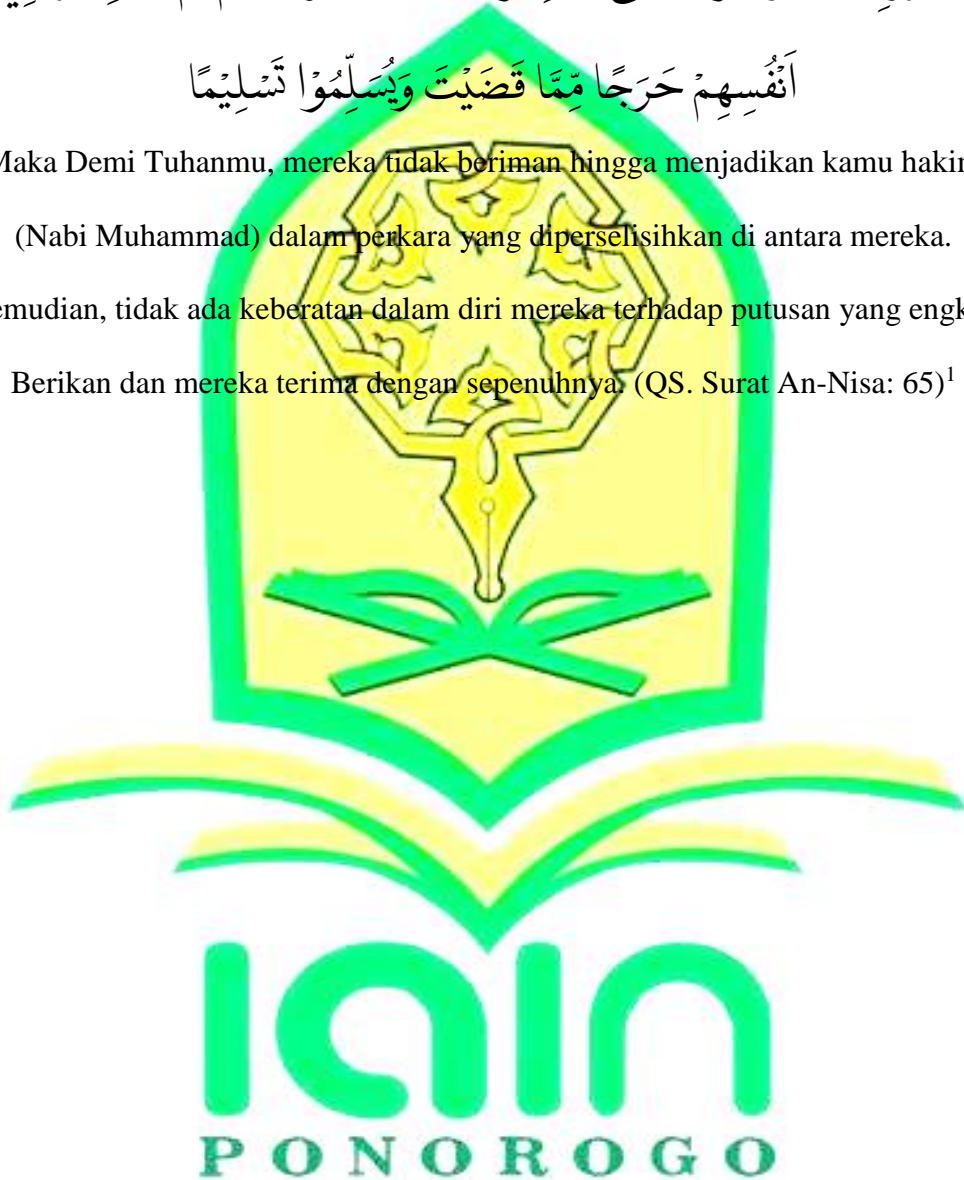 اَنْفُسِهِمْ حَرَجًا مِّمَّا قَضَيْتَ وَيُسَلِّمُوْا تَسْلِيْمًا
Maka Demi Tuhanmu, mereka tidak beriman hingga menjadikan kamu hakim
(Nabi Muhammad) dalam perkara yang diperselisihkan di antara mereka.
emudian, tidak ada keberatan dalam diri mereka terhadap putusan yang engk
Berikan dan mereka terima dengan sepenuhnya. (QS. Surat An-Nisa: 65)¹
IAIN
PONOROGO